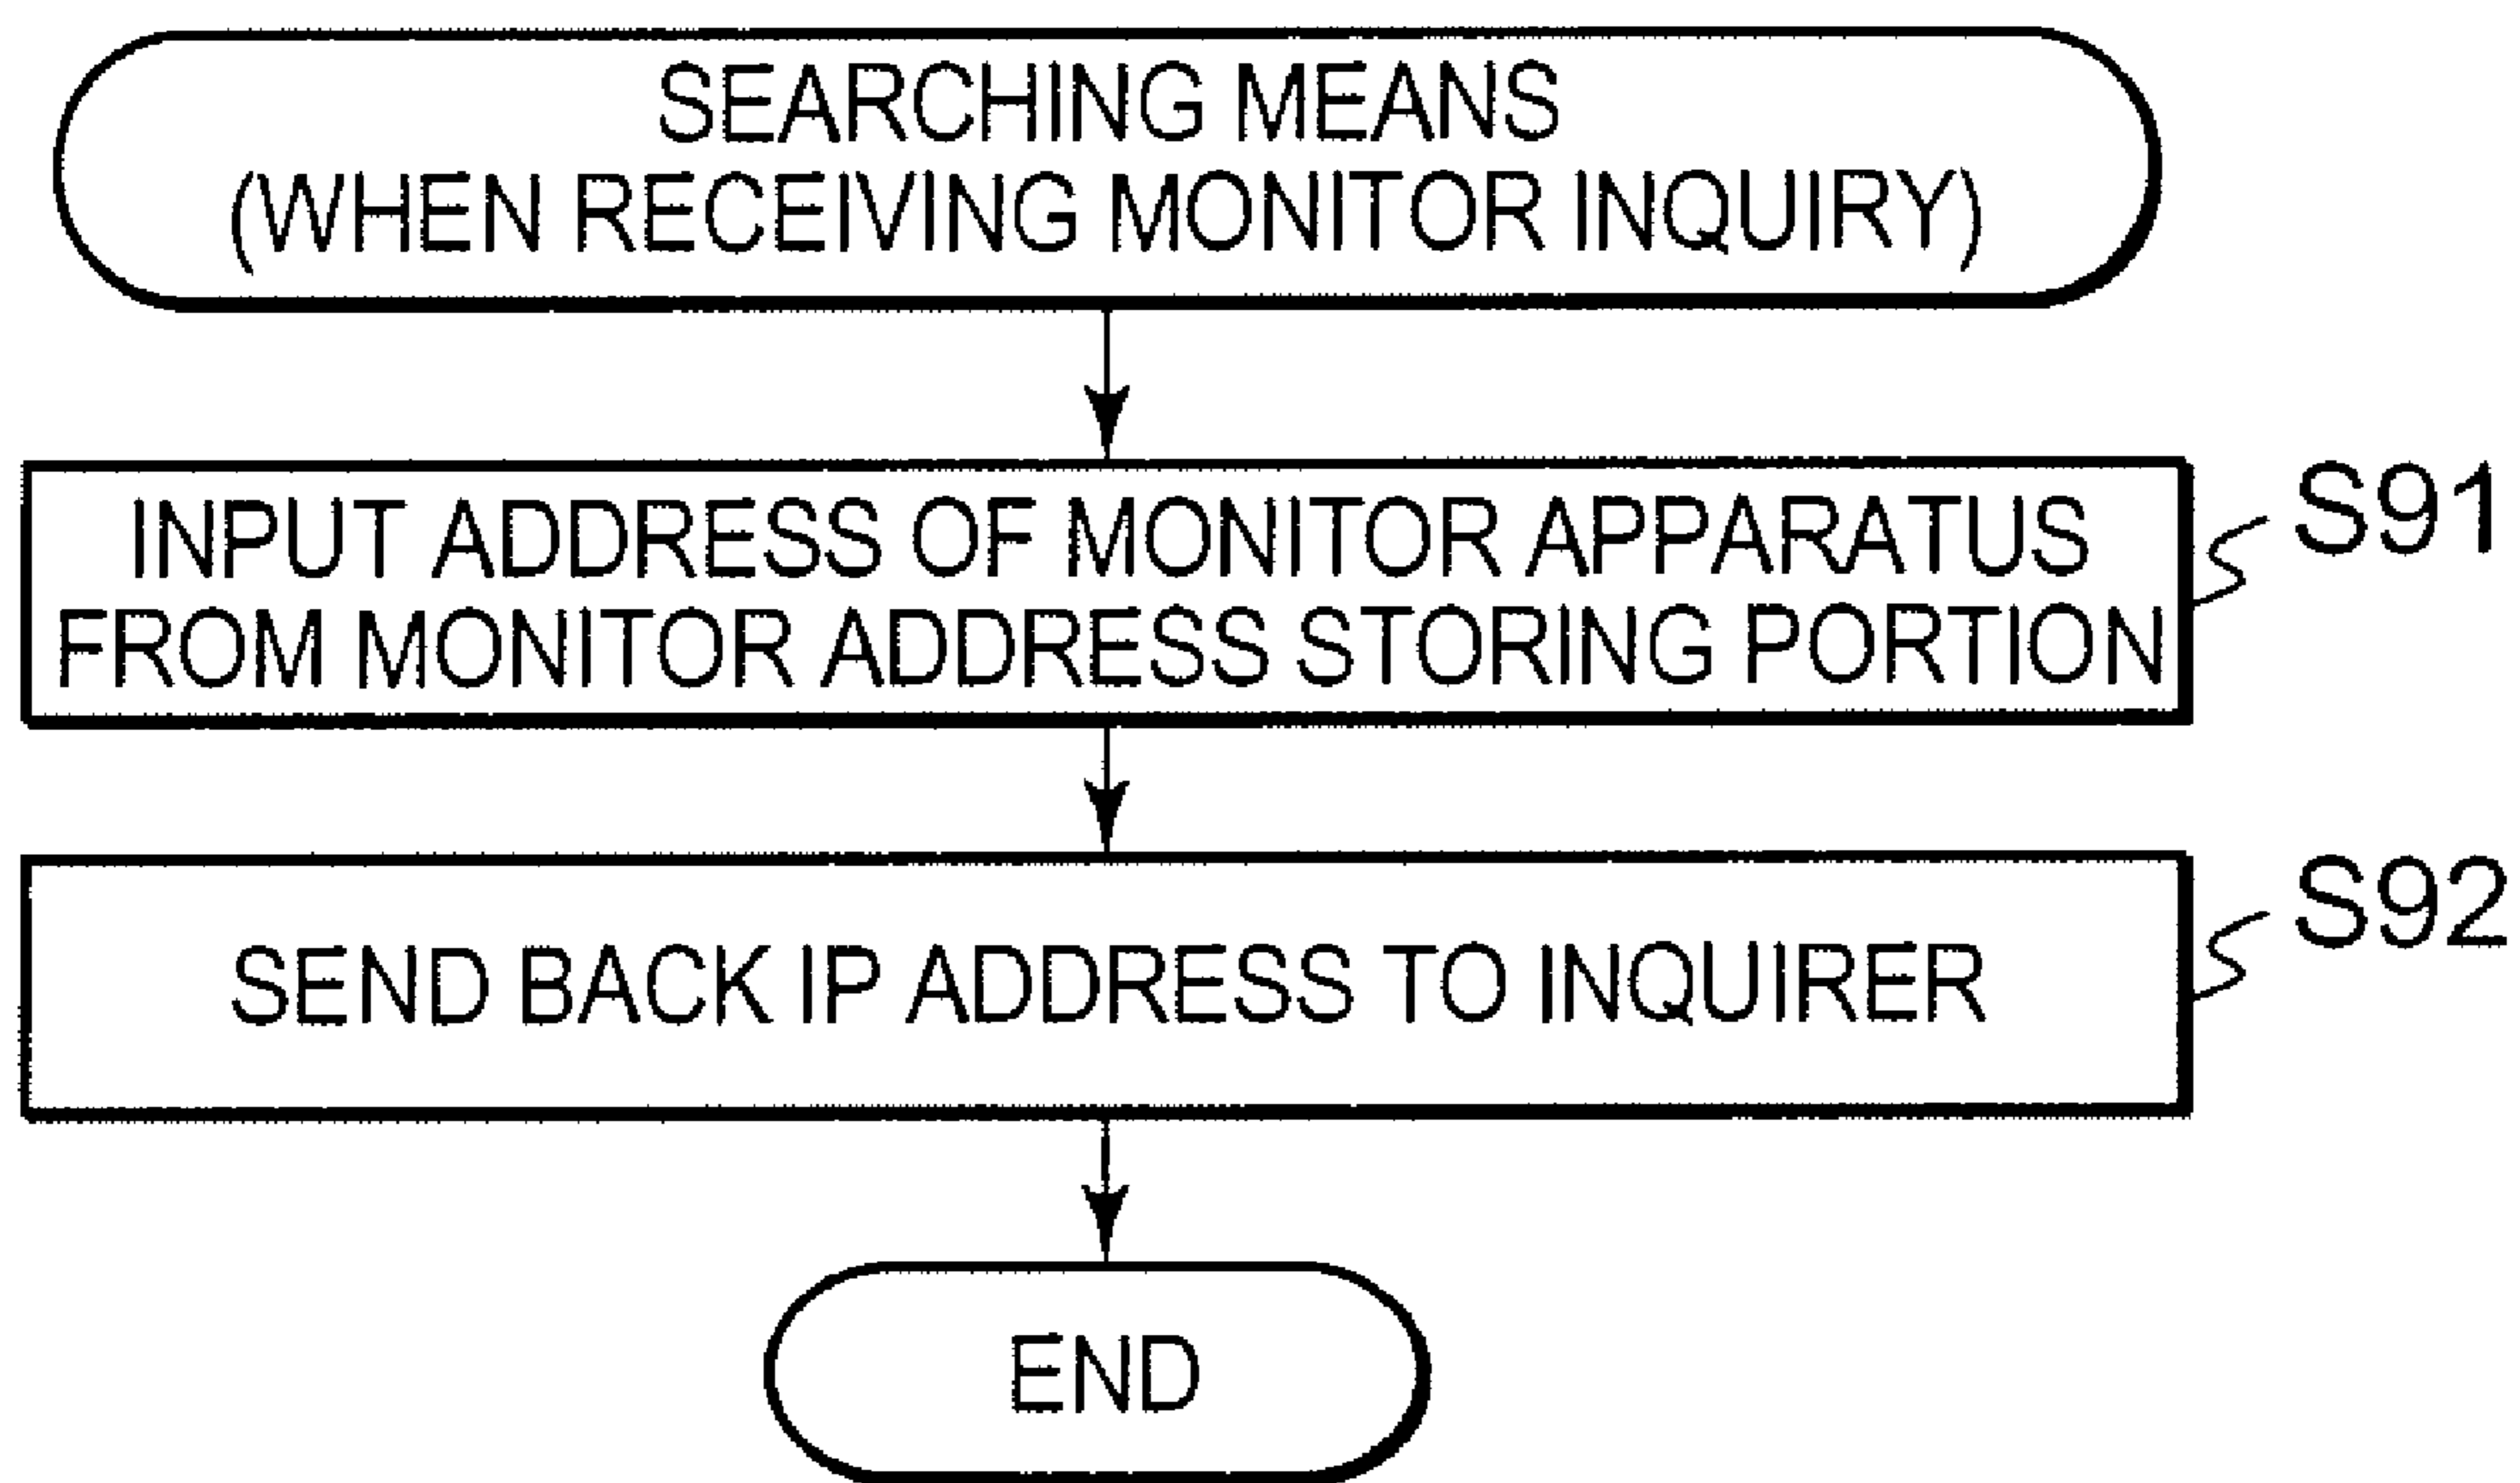 SEARCHING MEANS
(WHEN RECEIVING MONITOR INQUIRY)
INPUT ADDRESS OF MONITOR APPARATUS
FROM MONITOR ADDRESS STORING PORTION
S91
SEND BACK IP ADDRESS TO INQUIRER
S92
END